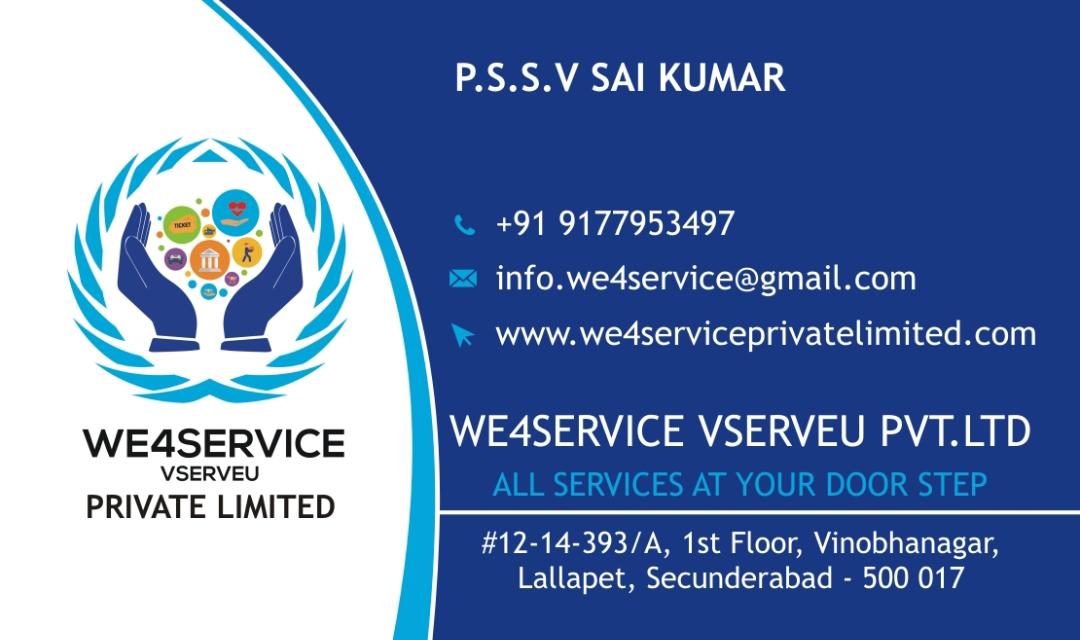 P.S.S.V SAI KUMAR
+91 9177953497
info.we4service@gmail.com
www.we4serviceprivatelimited.com
WE4SERVICE VSERVEU PVT.LTD
ALL SERVICES AT YOUR DOOR STEP
#12-14-393/A, 1st Floor, Vinobhanagar,
Lallapet, Secunderabad - 500 017
TICKET
WE4SERVICE
VSERVEU
PRIVATE LIMITED